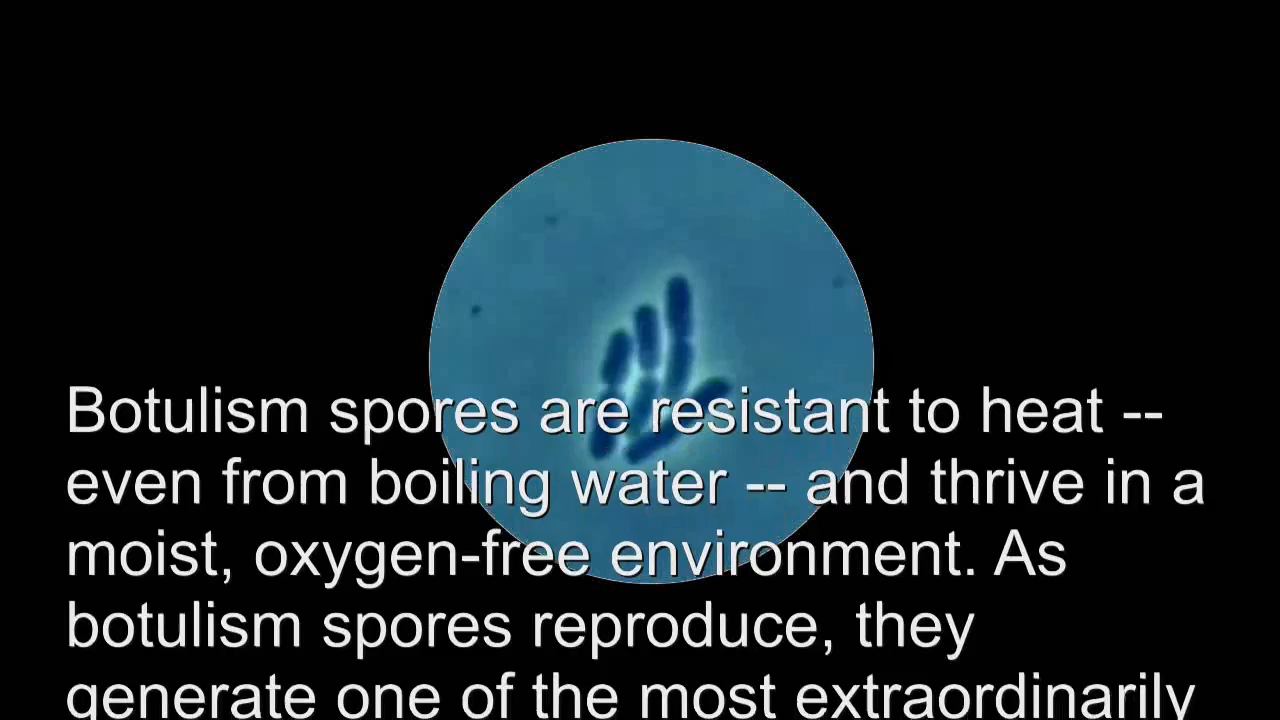 Botulism spores are resistant to heat --
even from boiling water -- and thrive in a
moist, oxygen-free environment. As
botulism spores reproduce, they
generate one of the most extraordinarily